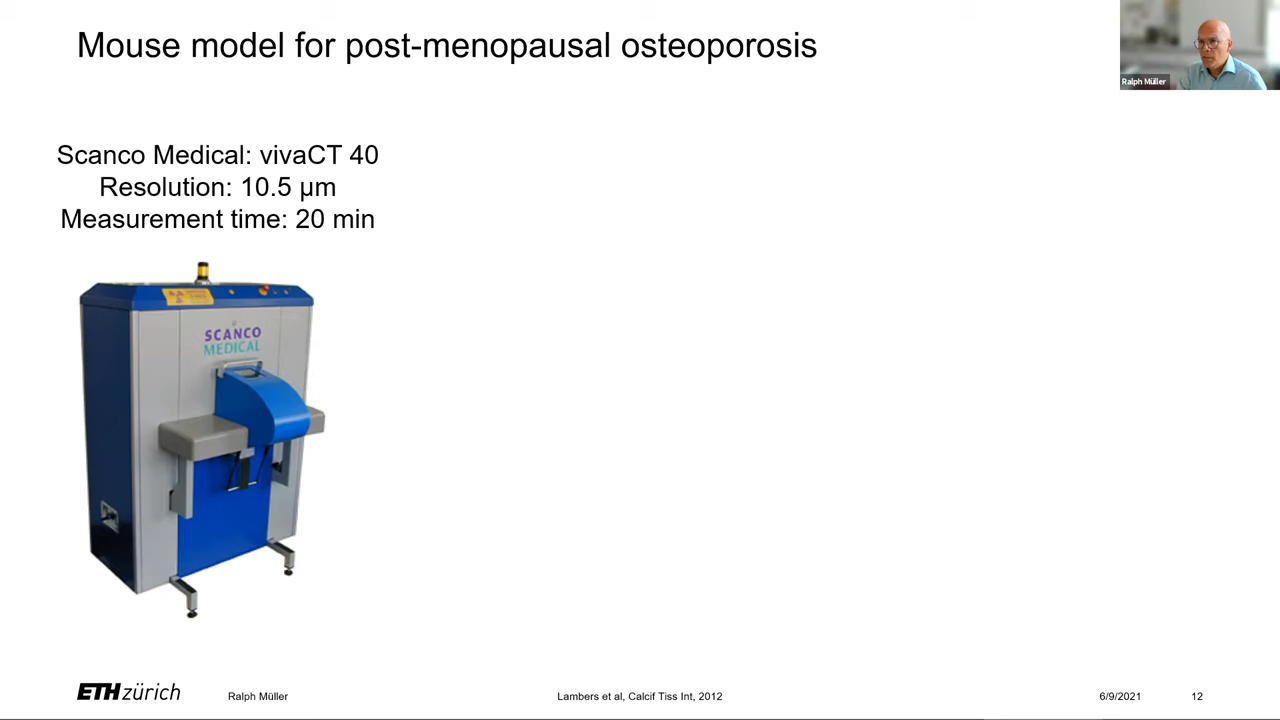 Mouse model for post-menopausal osteoporosis
Ralph Müller
Scanco Medical: vivaCT 40
Resolution: 10.5 µm
Measurement time: 20 min
SCANCO
MEDICAL
ETH zürich
Ralph Müller
Lambers et al, Calcif Tiss Int, 2012
6/9/2021
12